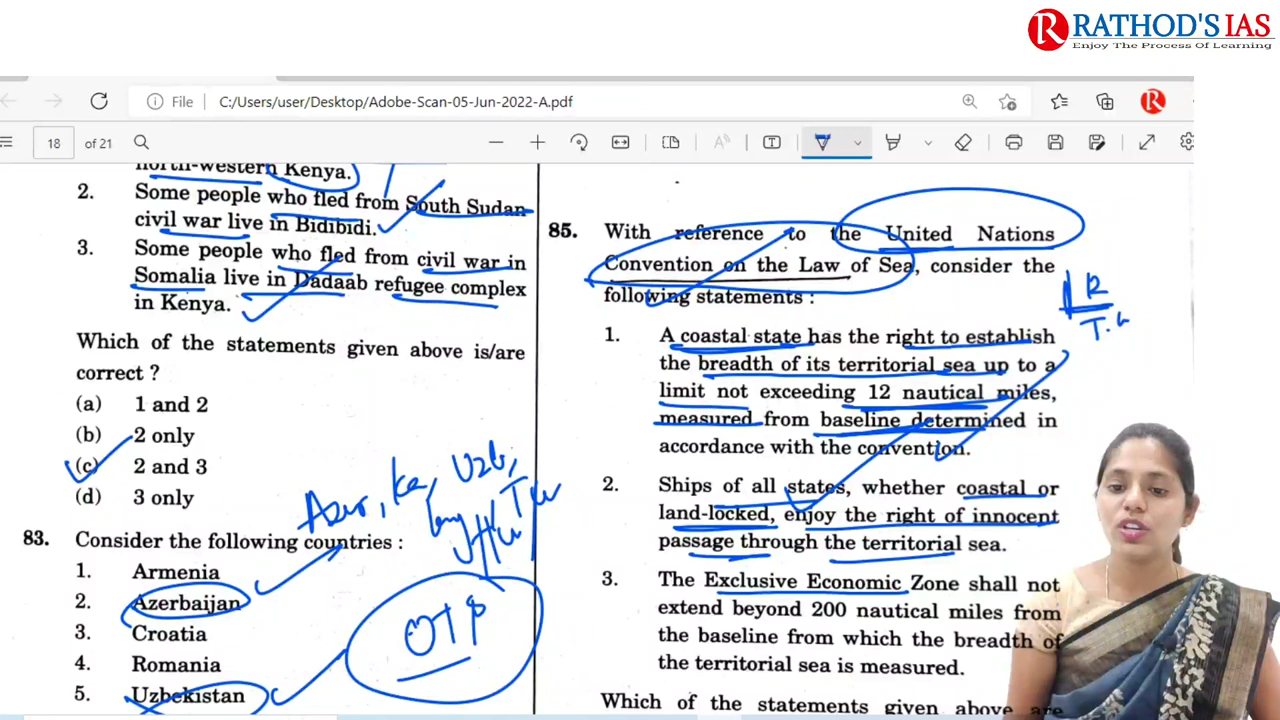 RATHOD'S IAS
Enjoy The Process Of Learning
File
C:/Users/user/Desktop/Adobe-Scan-05-Jun-2022-A.pdf
18
of 21
north-western Kenya.
2. Some people who fled from South Sudan
civil war live in Bidibidi.
3. Some people who fled from civil war in
Somalia live in Dadaab refugee complex
in Kenya.
Which of the statements given above is/are
correct ?
(a) 1 and 2
(b) 2 only
(c) 2 and 3
(d) 3 only
83. Consider the following countries :
1. Armenia
2. Azerbaijan
3. Croatia
4. Romania
5. Uzbekistan
Azer, Ka, Uzb,
OTP
85. With reference to the United Nations
Convention on the Law of Sea, consider the
following statements :
1. A coastal state has the right to establish
the breadth of its territorial sea up to a
limit not exceeding 12 nautical miles,
measured from baseline determined in
accordance with the convention.
2. Ships of all states, whether coastal or
land-locked, enjoy the right of innocent
passage through the territorial sea.
3. The Exclusive Economic Zone shall not
extend beyond 200 nautical miles from
the baseline from which the breadth of
the territorial sea is measured.
Which of the statements given above are